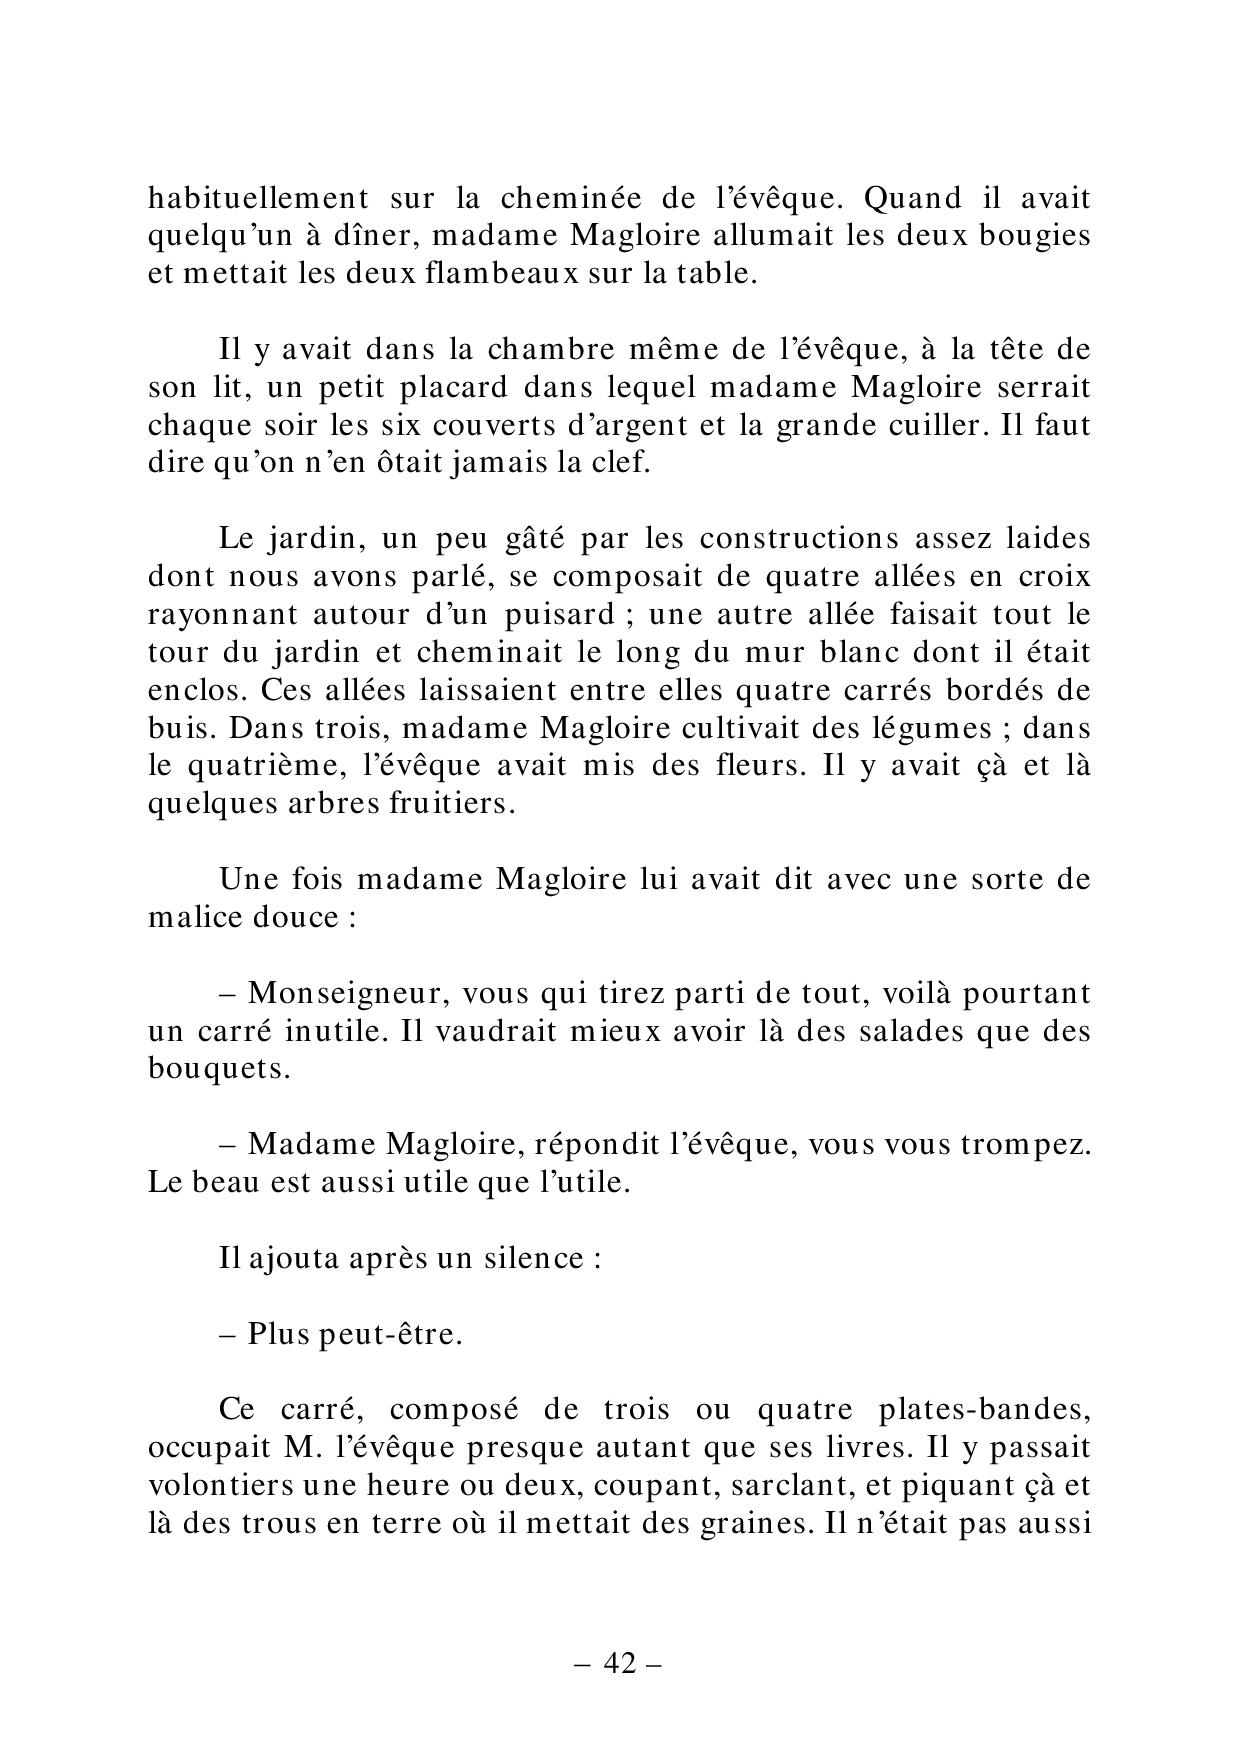 habituellement sur la cheminée de l’évêque. Quand il avait
quelqu’un à dîner, madame Magloire allumait les deux bougies
et mettait les deux flambeaux sur la table.
Il y avait dans la chambre même de l’évêque, à la tête de
son lit, un petit placard dans lequel madame Magloire serrait
chaque soir les six couverts d’argent et la grande cuiller. Il faut
dire qu’on n’en ôtait jamais la clef.
Le jardin, un peu gâté par les constructions assez laides
dont nous avons parlé, se composait de quatre allées en croix
rayonnant autour d’un puisard ; une autre allée faisait tout le
tour du jardin et cheminait le long du mur blanc dont il était
enclos. Ces allées laissaient entre elles quatre carrés bordés de
buis. Dans trois, madame Magloire cultivait des légumes ; dans
le quatrième, l’évêque avait mis des fleurs. Il y avait çà et là
quelques arbres fruitiers.
Une fois madame Magloire lui avait dit avec une sorte de
malice douce :
– Monseigneur, vous qui tirez parti de tout, voilà pourtant
un carré inutile. Il vaudrait mieux avoir là des salades que des
bouquets.
– Madame Magloire, répondit l’évêque, vous vous trompez.
Le beau est aussi utile que l’utile.
Il ajouta après un silence :
– Plus peut-être.
Ce carré, composé de trois ou quatre plates-bandes,
occupait M. l’évêque presque autant que ses livres. Il y passait
volontiers une heure ou deux, coupant, sarclant, et piquant çà et
là des trous en terre où il mettait des graines. Il n’était pas aussi
– 42 –